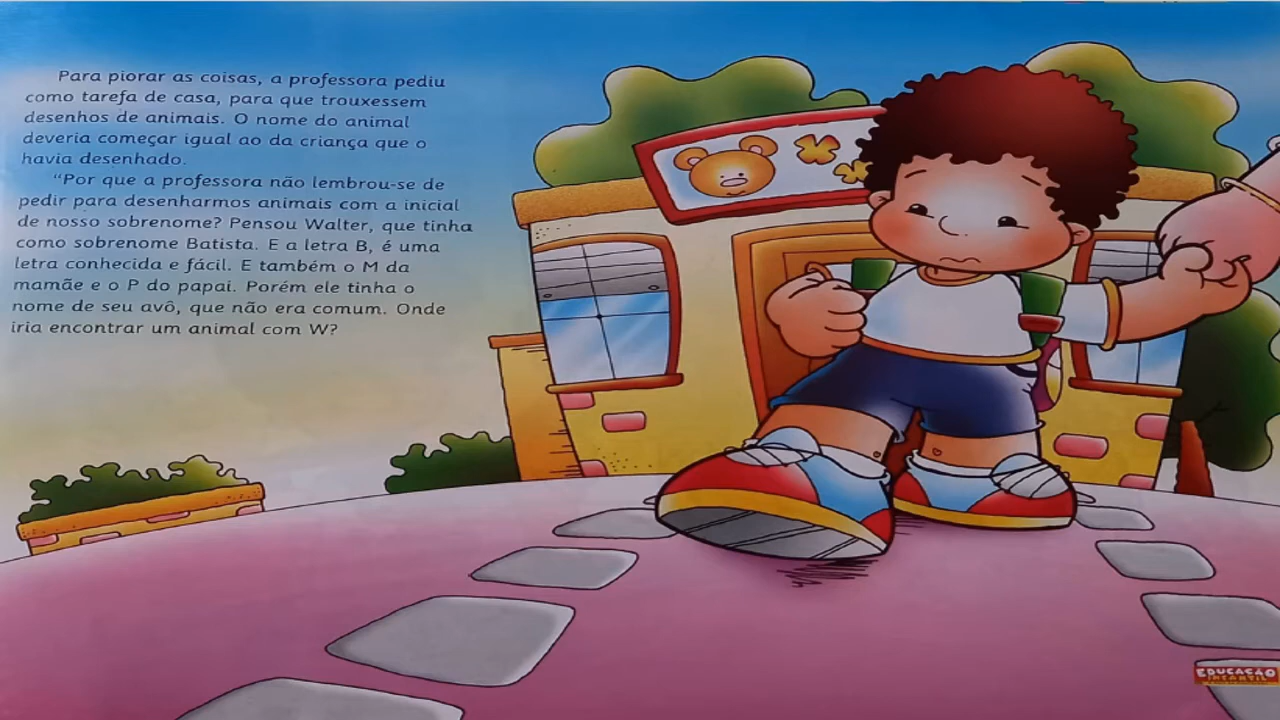 Para piorar as coisas, a professora pediu
como tarefa de casa, para que trouxessem
desenhos de animais. O nome do animal
deveria começar igual ao da criança que o
havia desenhado.
“Por que a professora não lembrou-se de
pedir para desenharmos animais com a inicial
de nosso sobrenome? Pensou Walter, que tinha
como sobrenome Batista. E a letra B, é uma
letra conhecida e fácil. E também o M da
mamãe e o P do papai. Porém ele tinha o
nome de seu avô, que não era comum. Onde
iria encontrar um animal com W?
EDUCAÇÃO
INFANTIL